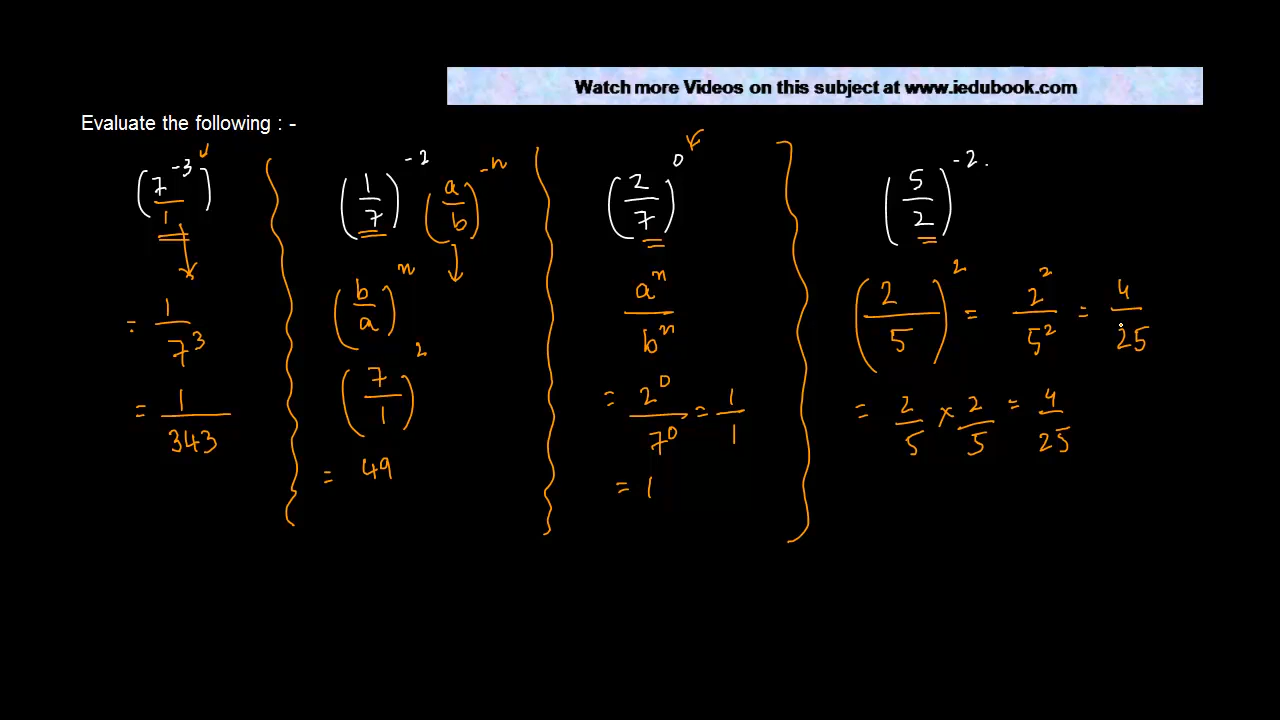 Watch more Videos on this subject at www.iedubook.com
Evaluate the following : -
(7^-3 / 1)
= 1 / 7^3
= 1 / 343
(1/7)^-2 (a/b)^-n
(b/a)^n
(7/1)^2
= 49
(2/7)^0
a^n / b^n
= 2^0 / 7^0 = 1/1
= 1
(5/2)^-2.
(2/5)^2 = 2^2 / 5^2 = 4/25
= 2/5 × 2/5 = 4/25